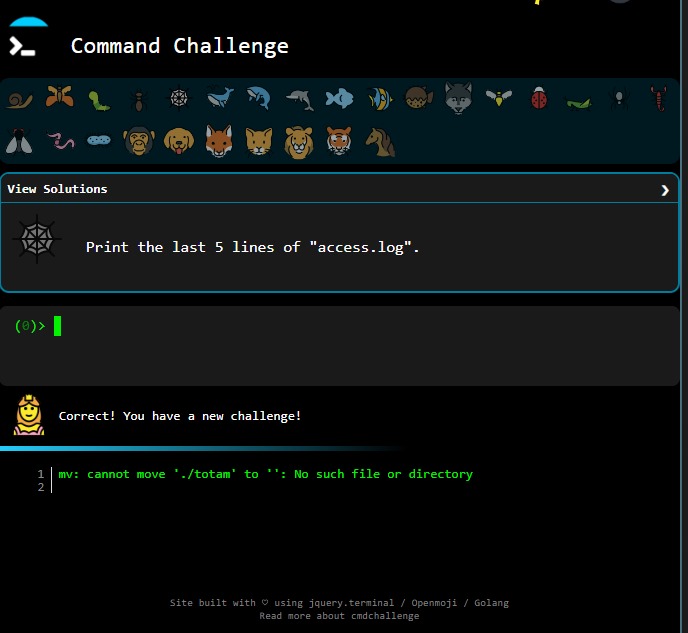 Command Challenge
View Solutions
Print the last 5 lines of "access.log".
(0)>
Correct! You have a new challenge!
1 mv: cannot move './totam' to '': No such file or directory
2
Site built with ♡ using jquery.terminal / Openmoji / Golang
Read more about cmdchallenge